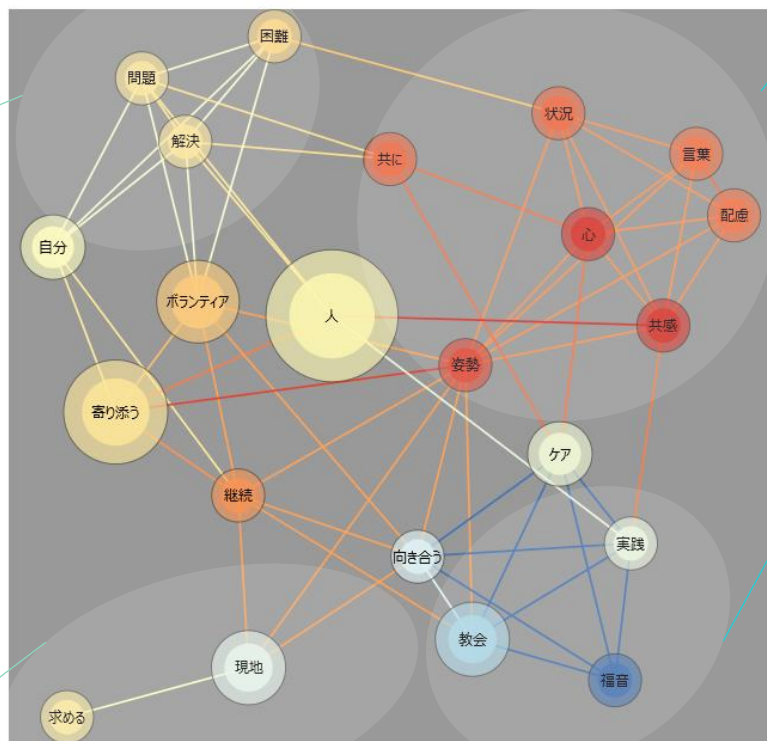 困難
問題
解決
状況
共に
言葉
配慮
心
自分
ボランティア
人
共感
姿勢
寄り添う
ケア
継続
実践
向き合う
教会
現地
福音
求める